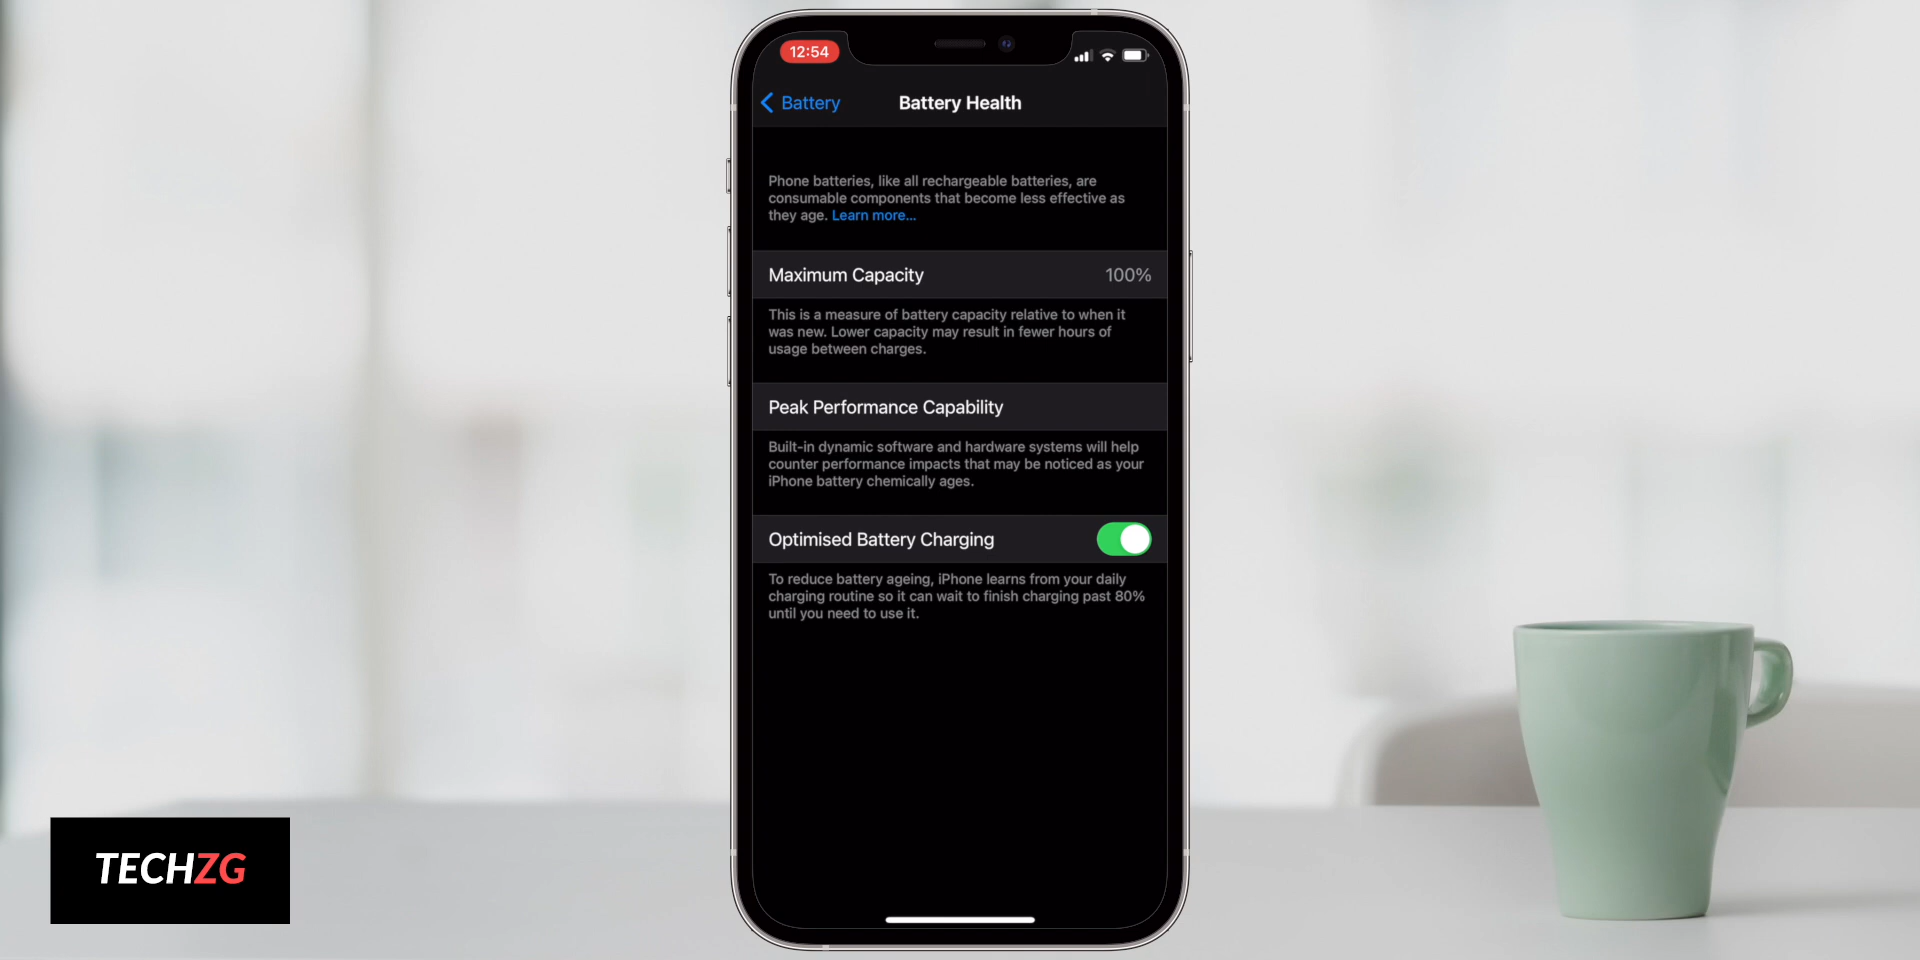 12:54
Battery
Battery Health
Phone batteries, like all rechargeable batteries, are
consumable components that become less effective as
they age. Learn more...
Maximum Capacity 100%
This is a measure of battery capacity relative to when it
was new. Lower capacity may result in fewer hours of
usage between charges.
Peak Performance Capability
Built-in dynamic software and hardware systems will help
counter performance impacts that may be noticed as your
iPhone battery chemically ages.
Optimised Battery Charging
To reduce battery ageing, iPhone learns from your daily
charging routine so it can wait to finish charging past 80%
until you need to use it.
TECHZG